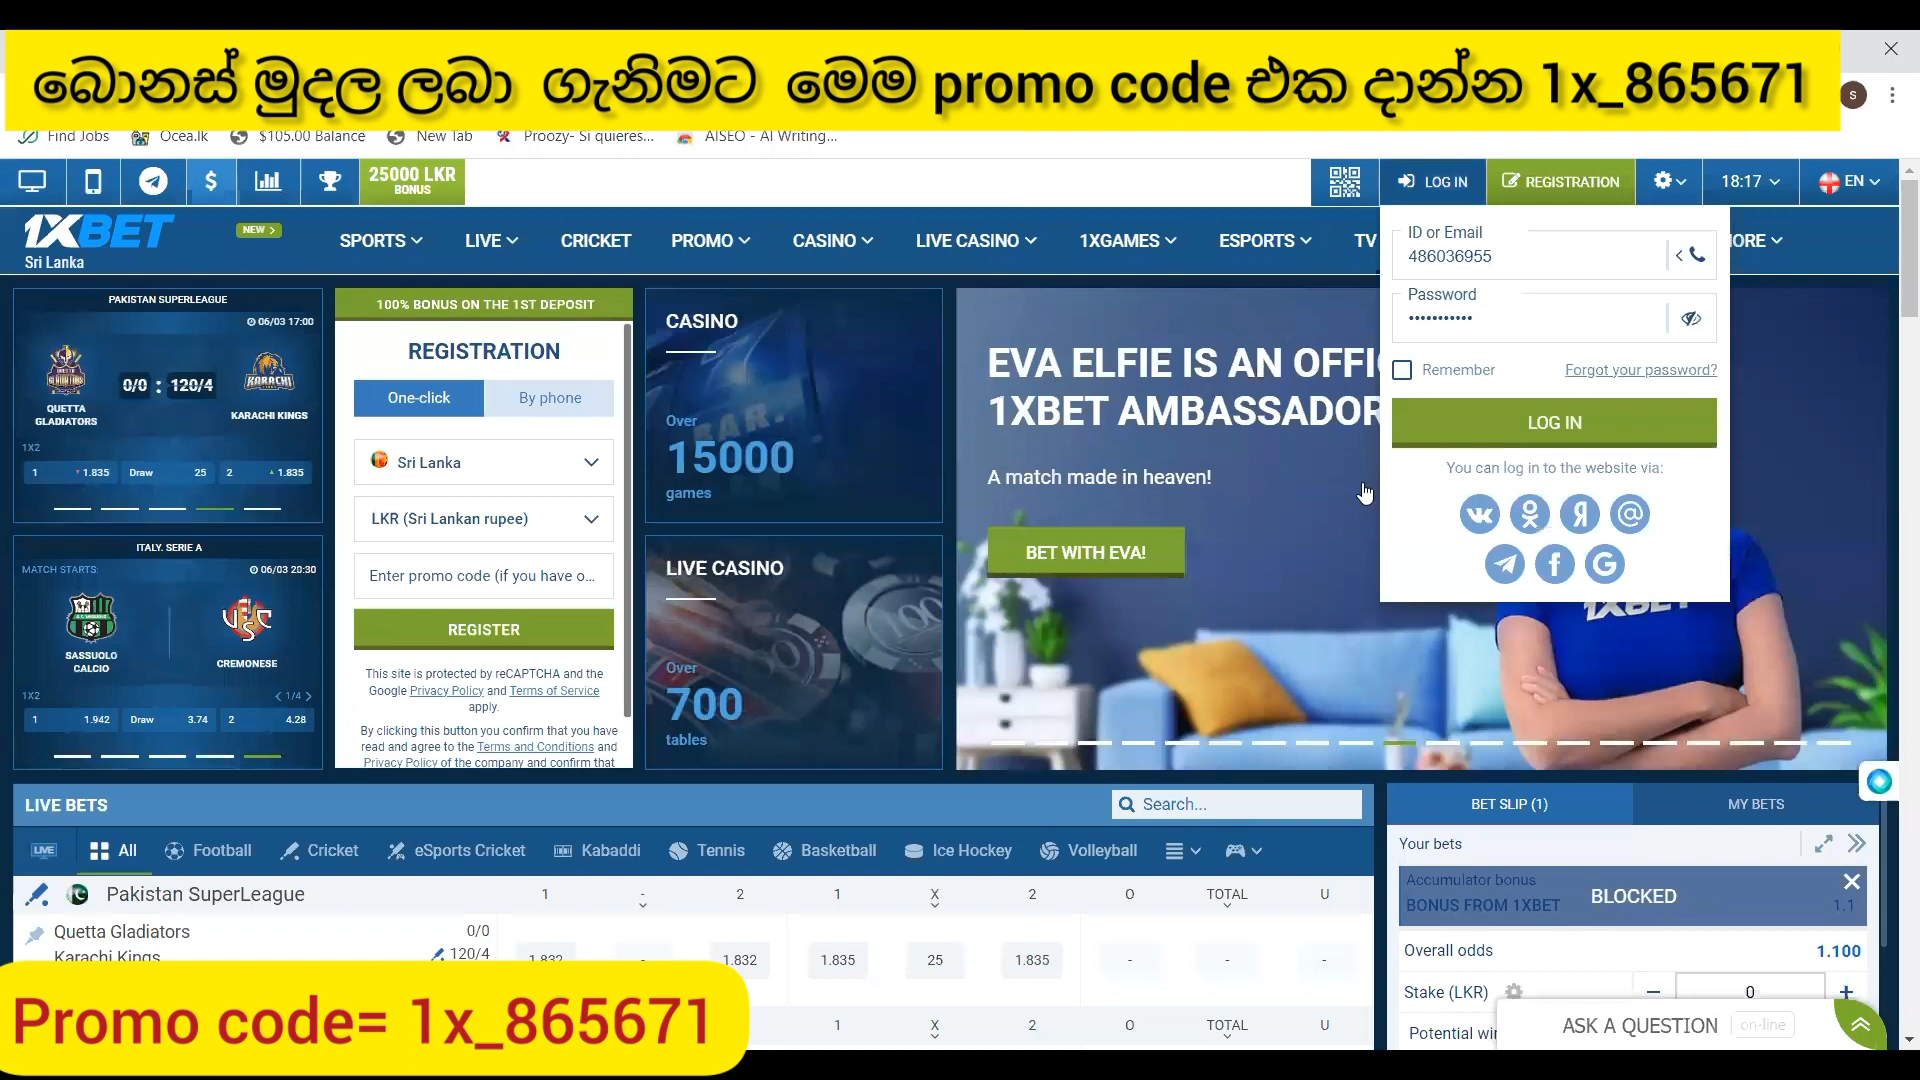 බොනස් මුදල ලබා ගැනිමට මෙම promo code එක දාන්න 1x_865671
S
Find Jobs Ocea.lk $105.00 Balance New Tab Proozy- Si quieres... AISEO - AI Writing...
25000 LKR
BONUS
LOG IN REGISTRATION 18:17 EN
1XBET
Sri Lanka
NEW >
SPORTS LIVE CRICKET PROMO CASINO LIVE CASINO 1XGAMES ESPORTS TV ORE
ID or Email
486036955
Password
Remember Forgot your password?
LOG IN
You can log in to the website via:
PAKISTAN SUPERLEAGUE
06/03 17:00
0/0 : 120/4
QUETTA
GLADIATORS
KARACHI KINGS
1X2
1 1.835 Draw 25 2 1.835
ITALY. SERIE A
MATCH STARTS: 06/03 20:30
SASSUOLO
CALCIO
CREMONESE
1X2 1/4
1 1.942 Draw 3.74 2 4.28
100% BONUS ON THE 1ST DEPOSIT
REGISTRATION
One-click By phone
Sri Lanka
LKR (Sri Lankan rupee)
Enter promo code (if you have o...
REGISTER
This site is protected by reCAPTCHA and the
Google Privacy Policy and Terms of Service
apply.
By clicking this button you confirm that you have
read and agree to the Terms and Conditions and
Privacy Policy of the company and confirm that
CASINO
Over
15000
games
LIVE CASINO
Over
700
tables
EVA ELFIE IS AN OFFI
1XBET AMBASSADOR
A match made in heaven!
BET WITH EVA!
1XBET
LIVE BETS
Search...
LIVE All Football Cricket eSports Cricket Kabaddi Tennis Basketball Ice Hockey Volleyball
Pakistan SuperLeague 1 - 2 1 X 2 O TOTAL U
Quetta Gladiators 0/0
Karachi Kings 120/4
1.832 - 1.832 1.835 25 1.835 - - -
1 X 2 O TOTAL U
BET SLIP (1) MY BETS
Your bets
Accumulator bonus
BONUS FROM 1XBET 1.1
BLOCKED
Overall odds 1.100
Stake (LKR) 0
Potential wi
ASK A QUESTION on-line
Promo code= 1x_865671